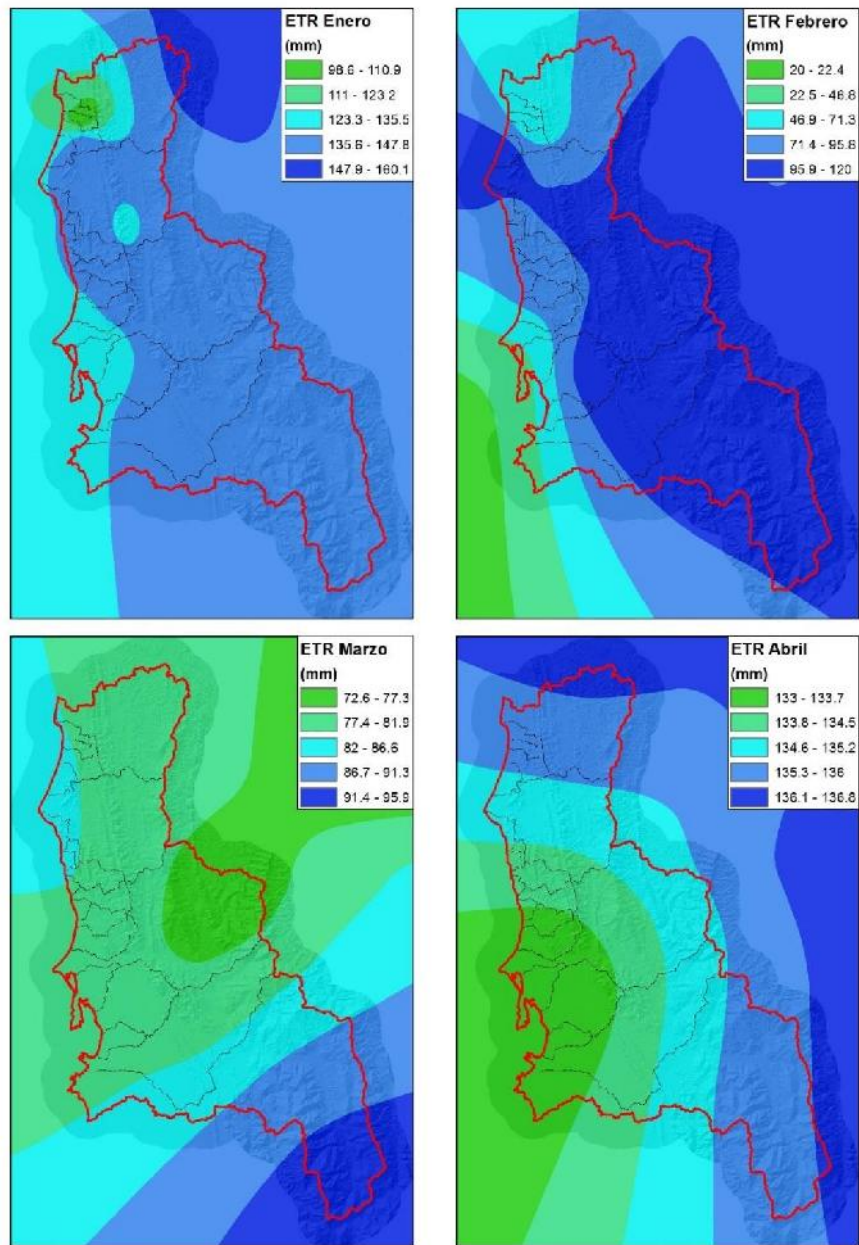 ETR Enero
(mm)
98.6 - 110.9
111 - 123.2
123.3 - 135.5
135.6 - 147.8
147.9 - 160.1
ETR Febrero
(mm)
20 - 22.4
22.5 - 46.8
46.9 - 71.3
71.4 - 95.8
95.9 - 120
ETR Marzo
(mm)
72.6 - 77.3
77.4 - 81.9
82 - 86.6
86.7 - 91.3
91.4 - 95.9
ETR Abril
(mm)
133 - 133.7
133.8 - 134.5
134.6 - 135.2
135.3 - 136
136.1 - 136.8